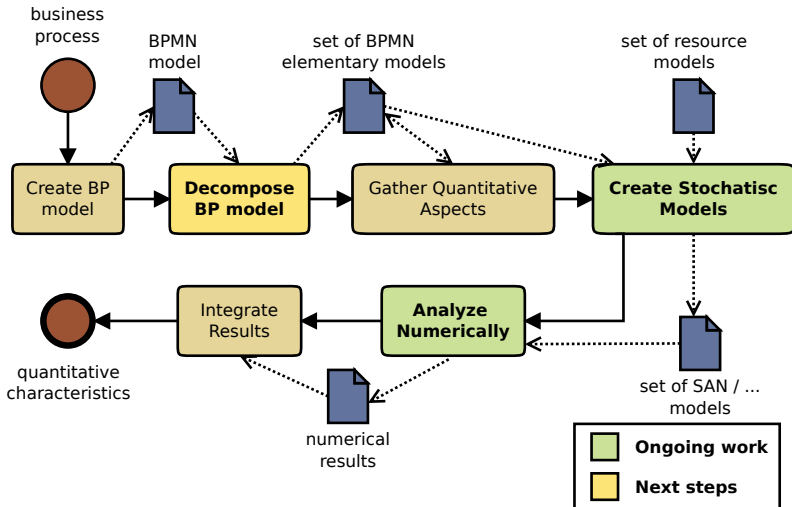 business
process
BPMN
model
set of BPMN
elementary models
set of resource
models
Create BP
model
Decompose
BP model
Gather Quantitative
Aspects
Create Stochatisc
Models
Integrate
Results
Analyze
Numerically
quantitative
characteristics
numerical
results
set of SAN / ...
models
Ongoing work
Next steps